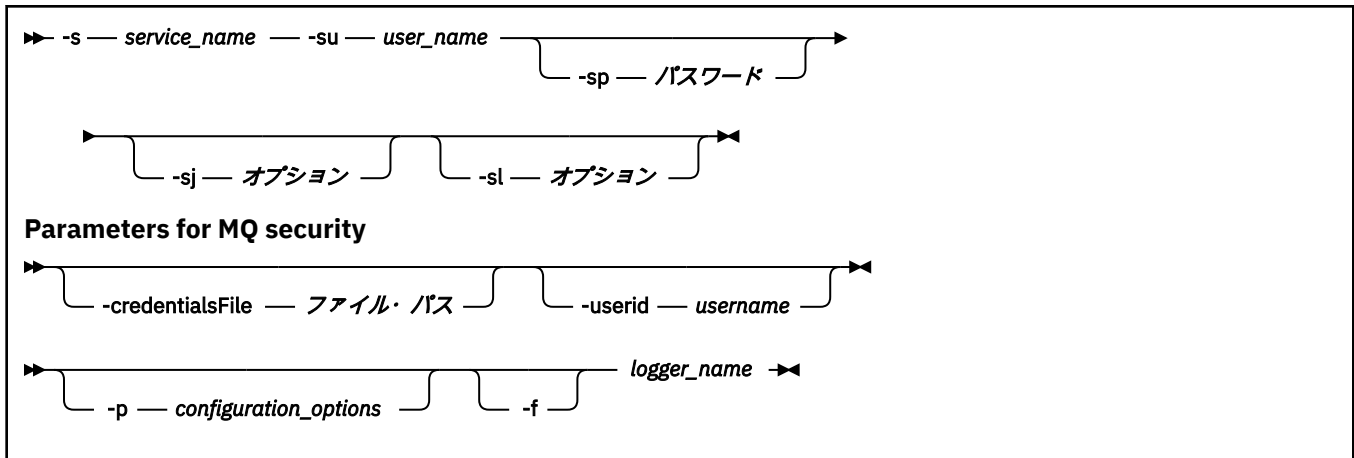 -s service_name -su user_name
-sp パスワード
-sj オプション -sl オプション
Parameters for MQ security
-credentialsFile ファイル・パス -userid username
logger_name
-p configuration_options -f